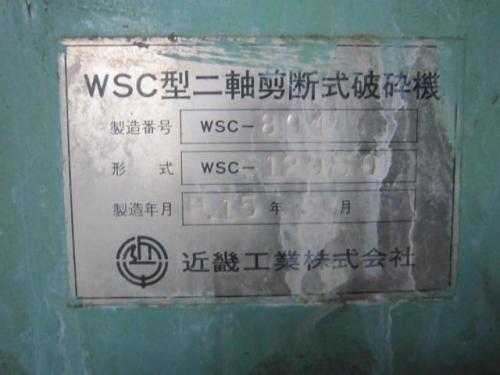 WSC型二軸剪断式破砕機
製造番号 WSC-
形 式 WSC-
製造年月 15 年 月
近畿工業株式会社